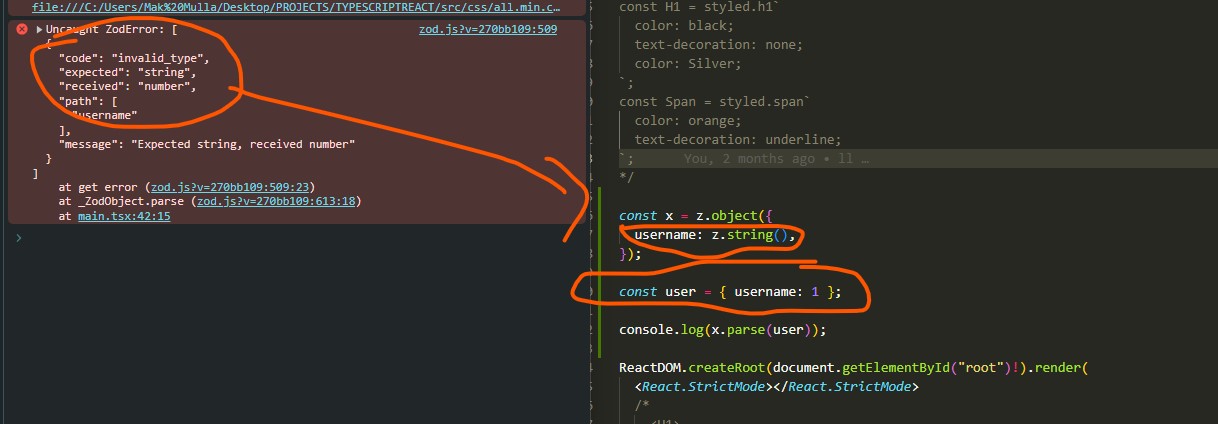 file:///C:/Users/Mak%20Mulla/Desktop/PROJECTS/TYPESCRIPTREACT/src/css/all.min.c…
Uncaught ZodError: [ zod.js?v=270bb109:509
{
"code": "invalid_type",
"expected": "string",
"received": "number",
"path": [
"username"
],
"message": "Expected string, received number"
}
]
at get error (zod.js?v=270bb109:509:23)
at _ZodObject.parse (zod.js?v=270bb109:613:18)
at main.tsx:42:15
>
const H1 = styled.h1`
color: black;
text-decoration: none;
color: Silver;
`;
const Span = styled.span`
color: orange;
text-decoration: underline;
`; You, 2 months ago • ll …
*/
const x = z.object({
username: z.string(),
});
const user = { username: 1 };
console.log(x.parse(user));
ReactDOM.createRoot(document.getElementById("root")!).render(
<React.StrictMode></React.StrictMode>
/*
<H1>